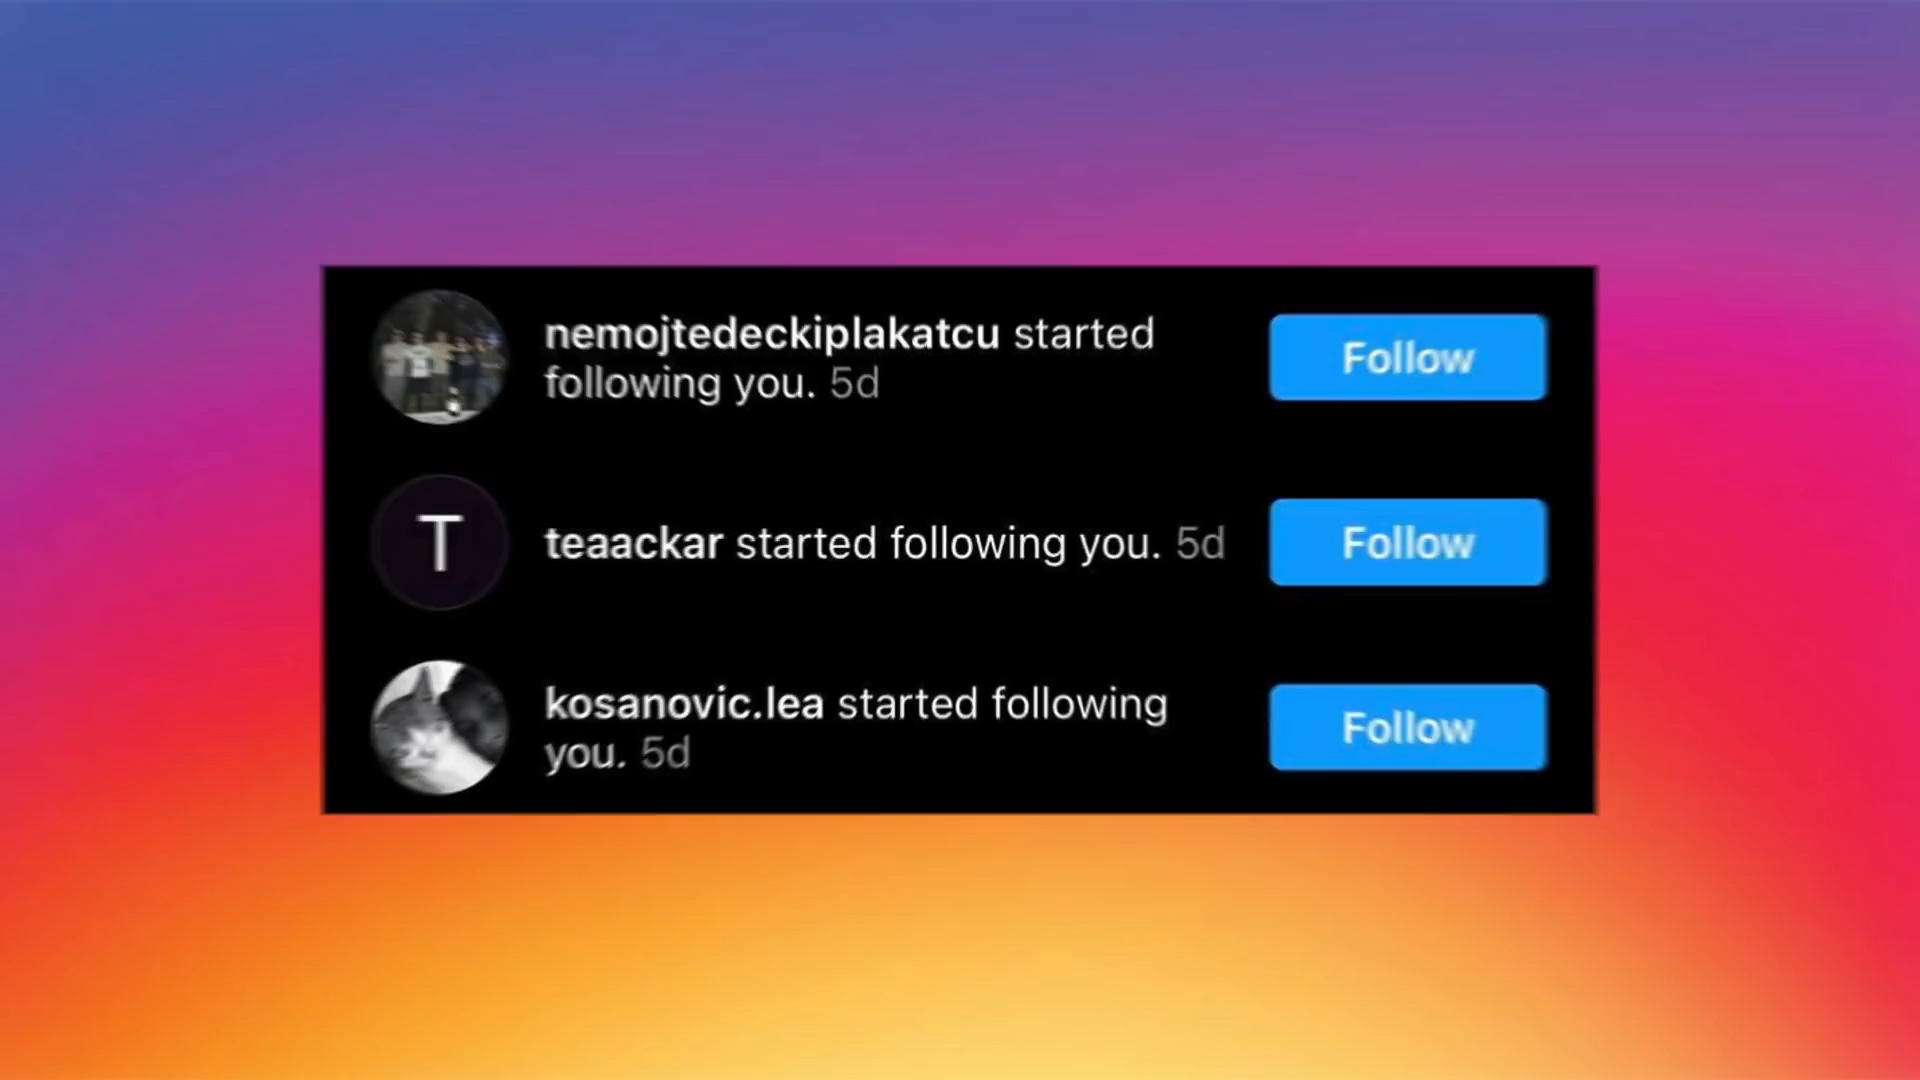 nemojtedeckiplakatcu started
following you. 5d
Follow
T
teaackar started following you. 5d
Follow
kosanovic.lea started following
you. 5d
Follow